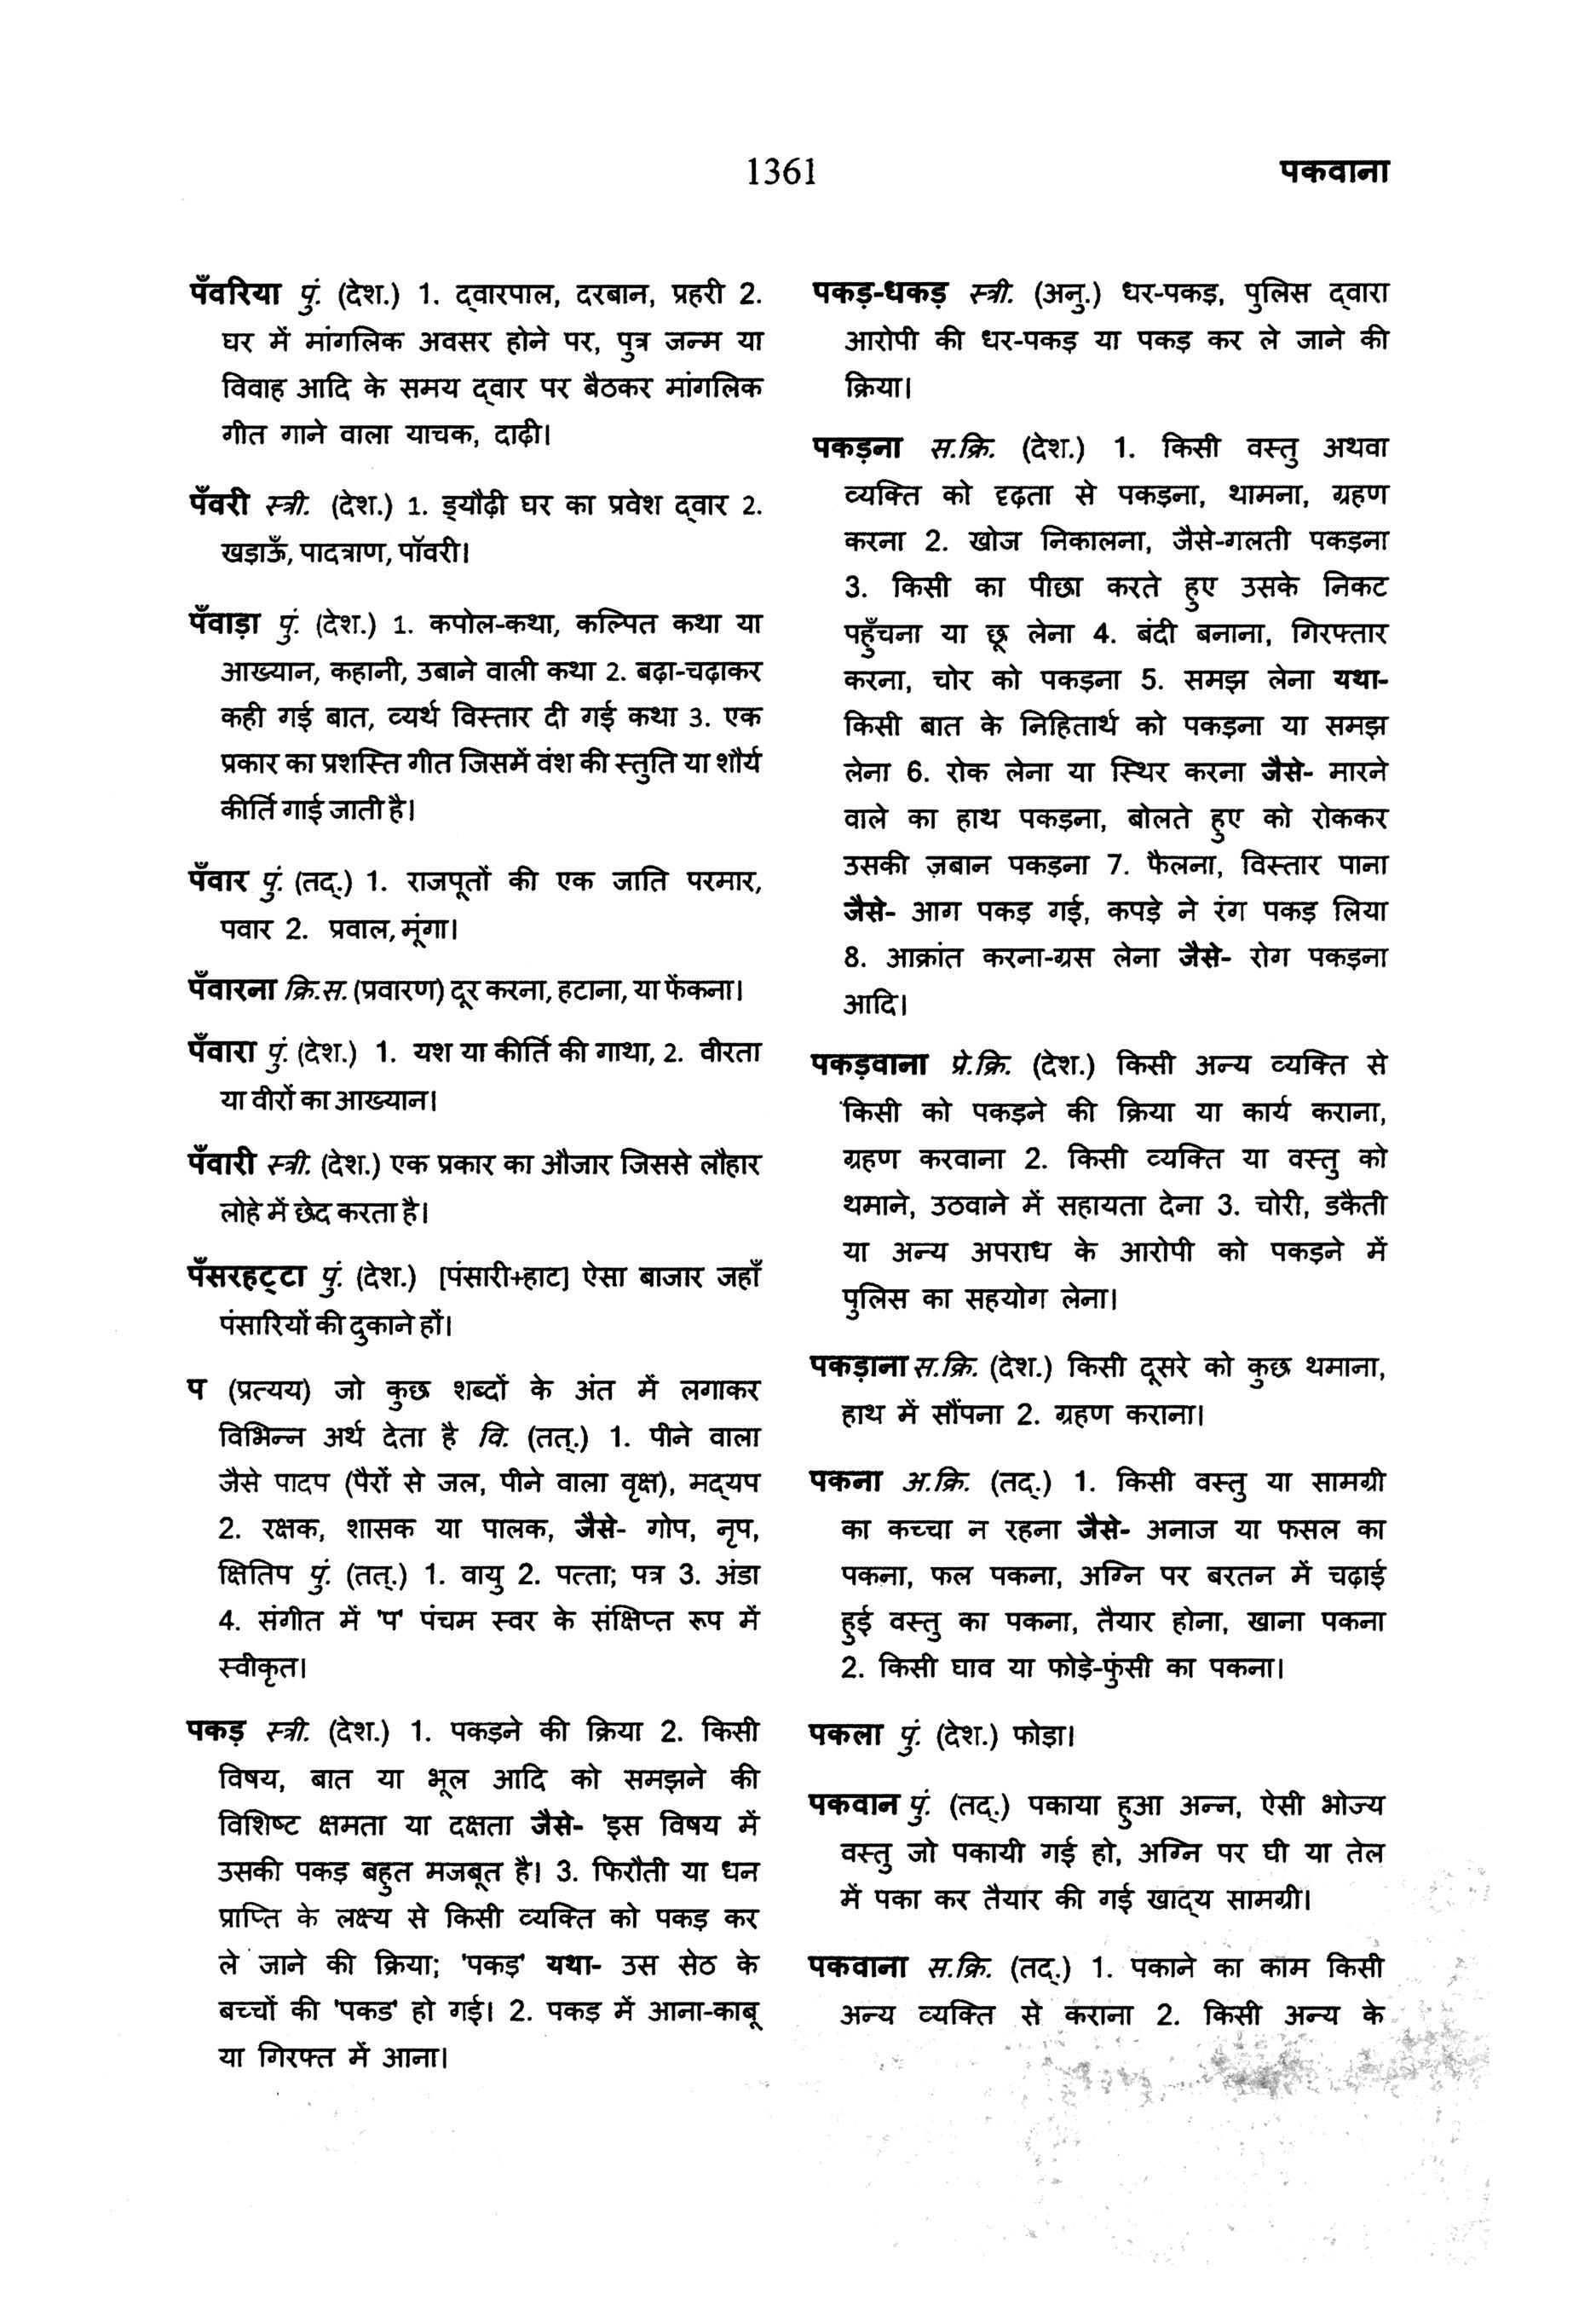 1361
पकवाना
पँवरिया पुं. (देश.) 1. द्वारपाल, दरबान, प्रहरी 2.
घर में मांगलिक अवसर होने पर, पुत्र जन्म या
विवाह आदि के समय द्वार पर बैठकर मांगलिक
गीत गाने वाला याचक, दाढ़ी।
पँवरी स्त्री. (देश.) 1. ड्यौढ़ी घर का प्रवेश द्वार 2.
खड़ाऊँ, पादत्राण, पॉवरी।
पँवाड़ा पुं. (देश.) 1. कपोल-कथा, कल्पित कथा या
आख्यान, कहानी, उबाने वाली कथा 2. बढ़ा-चढ़ाकर
कही गई बात, व्यर्थ विस्तार दी गई कथा 3. एक
प्रकार का प्रशस्ति गीत जिसमें वंश की स्तुति या शौर्य
कीर्ति गाई जाती है।
पँवार पुं. (तद्.) 1. राजपूतों की एक जाति परमार,
पवार 2. प्रवाल, मूंगा।
पँवारना क्रि.स. (प्रवारण) दूर करना, हटाना, या फेंकना।
पँवारा पुं. (देश.) 1. यश या कीर्ति की गाथा, 2. वीरता
या वीरों का आख्यान।
पँवारी स्त्री. (देश.) एक प्रकार का औजार जिससे लौहार
लोहे में छेद करता है।
पँसरहट्टा पुं. (देश.) [पंसारी+हाट] ऐसा बाजार जहाँ
पंसारियों की दुकाने हों।
प (प्रत्यय) जो कुछ शब्दों के अंत में लगाकर
विभिन्न अर्थ देता है वि. (तत्.) 1. पीने वाला
जैसे पादप (पैरों से जल, पीने वाला वृक्ष), मद्यप
2. रक्षक, शासक या पालक, जैसे- गोप, नृप,
क्षितिप पुं. (तत्.) 1. वायु 2. पत्ता; पत्र 3. अंडा
4. संगीत में 'प' पंचम स्वर के संक्षिप्त रूप में
स्वीकृत।
पकड़ स्त्री. (देश.) 1. पकड़ने की क्रिया 2. किसी
विषय, बात या भूल आदि को समझने की
विशिष्ट क्षमता या दक्षता जैसे- 'इस विषय में
उसकी पकड़ बहुत मजबूत है। 3. फिरौती या धन
प्राप्ति के लक्ष्य से किसी व्यक्ति को पकड़ कर
ले जाने की क्रिया; 'पकड़' यथा- उस सेठ के
बच्चों की 'पकड' हो गई। 2. पकड़ में आना-काबू
या गिरफ्त में आना।
पकड़-धकड़ स्त्री. (अनु.) धर-पकड़, पुलिस द्वारा
आरोपी की धर-पकड़ या पकड़ कर ले जाने की
क्रिया।
पकड़ना स.क्रि. (देश.) 1. किसी वस्तु अथवा
व्यक्ति को दृढ़ता से पकड़ना, थामना, ग्रहण
करना 2. खोज निकालना, जैसे-गलती पकड़ना
3. किसी का पीछा करते हुए उसके निकट
पहुँचना या छू लेना 4. बंदी बनाना, गिरफ्तार
करना, चोर को पकड़ना 5. समझ लेना यथा-
किसी बात के निहितार्थ को पकड़ना या समझ
लेना 6. रोक लेना या स्थिर करना जैसे- मारने
वाले का हाथ पकड़ना, बोलते हुए को रोककर
उसकी ज़बान पकड़ना 7. फैलना, विस्तार पाना
जैसे- आग पकड़ गई, कपड़े ने रंग पकड़ लिया
8. आक्रांत करना-ग्रस लेना जैसे- रोग पकड़ना
आदि।
पकड़वाना प्रे.क्रि. (देश.) किसी अन्य व्यक्ति से
किसी को पकड़ने की क्रिया या कार्य कराना,
ग्रहण करवाना 2. किसी व्यक्ति या वस्तु को
थमाने, उठवाने में सहायता देना 3. चोरी, डकैती
या अन्य अपराध के आरोपी को पकड़ने में
पुलिस का सहयोग लेना।
पकड़ाना स.क्रि. (देश.) किसी दूसरे को कुछ थमाना,
हाथ में सौंपना 2. ग्रहण कराना।
पकना अ.क्रि. (तद्.) 1. किसी वस्तु या सामग्री
का कच्चा न रहना जैसे- अनाज या फसल का
पकना, फल पकना, अग्नि पर बरतन में चढ़ाई
हुई वस्तु का पकना, तैयार होना, खाना पकना
2. किसी घाव या फोड़े-फुंसी का पकना।
पकला पुं. (देश.) फोड़ा।
पकवान पुं. (तद्.) पकाया हुआ अन्न, ऐसी भोज्य
वस्तु जो पकायी गई हो, अग्नि पर घी या तेल
में पका कर तैयार की गई खाद्य सामग्री।
पकवाना स.क्रि. (तद्.) 1. पकाने का काम किसी
अन्य व्यक्ति से कराना 2. किसी अन्य के